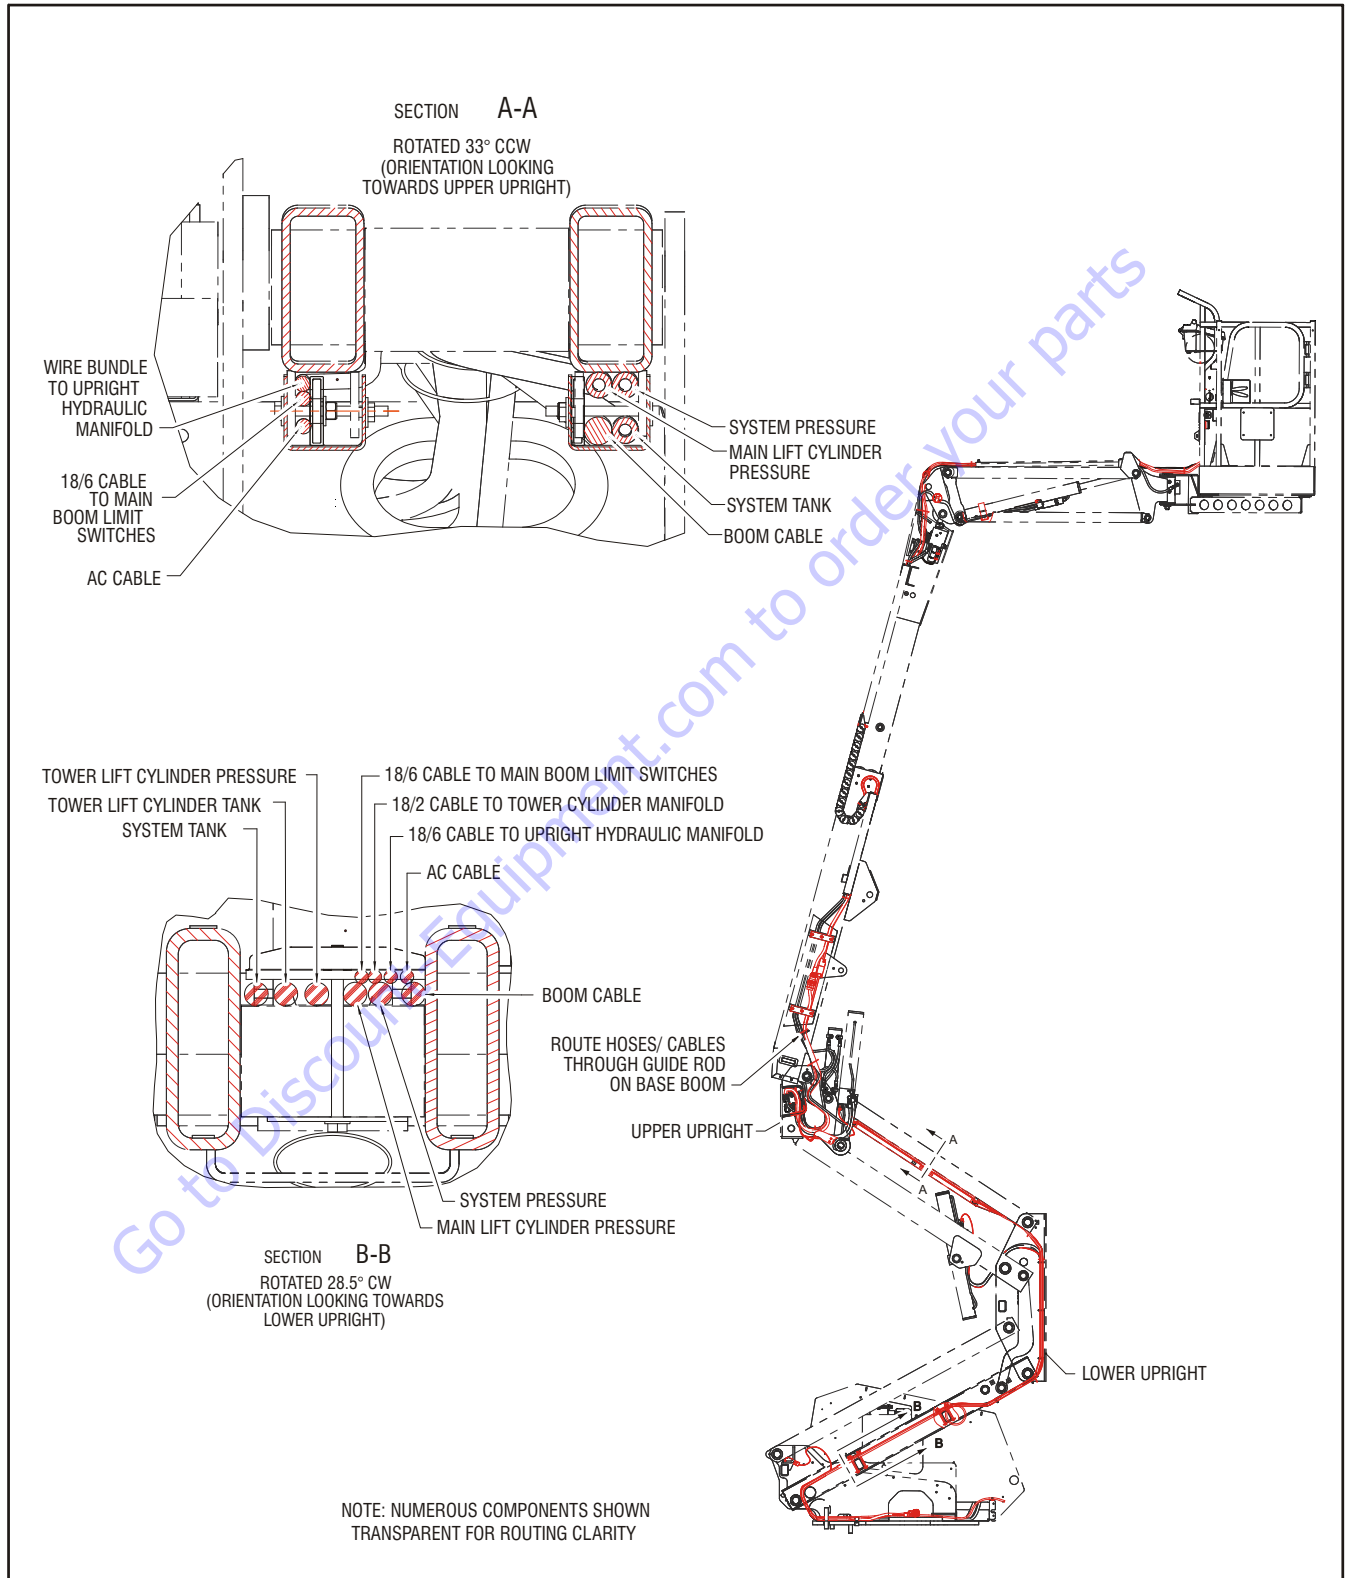 SECTION A-A
ROTATED 33° CCW
(ORIENTATION LOOKING
TOWARDS UPPER UPRIGHT)
WIRE BUNDLE
TO UPRIGHT
HYDRAULIC
MANIFOLD
18/6 CABLE
TO MAIN
BOOM LIMIT
SWITCHES
AC CABLE
SYSTEM PRESSURE
MAIN LIFT CYLINDER
PRESSURE
SYSTEM TANK
BOOM CABLE
TOWER LIFT CYLINDER PRESSURE
TOWER LIFT CYLINDER TANK
SYSTEM TANK
18/6 CABLE TO MAIN BOOM LIMIT SWITCHES
18/2 CABLE TO TOWER CYLINDER MANIFOLD
18/6 CABLE TO UPRIGHT HYDRAULIC MANIFOLD
AC CABLE
BOOM CABLE
SYSTEM PRESSURE
MAIN LIFT CYLINDER PRESSURE
SECTION B-B
ROTATED 28.5° CW
(ORIENTATION LOOKING TOWARDS
LOWER UPRIGHT)
ROUTE HOSES/ CABLES
THROUGH GUIDE ROD
ON BASE BOOM
UPPER UPRIGHT
A
A
LOWER UPRIGHT
B
B
NOTE: NUMEROUS COMPONENTS SHOWN
TRANSPARENT FOR ROUTING CLARITY
Go to Discount-Equipment.com to order your parts